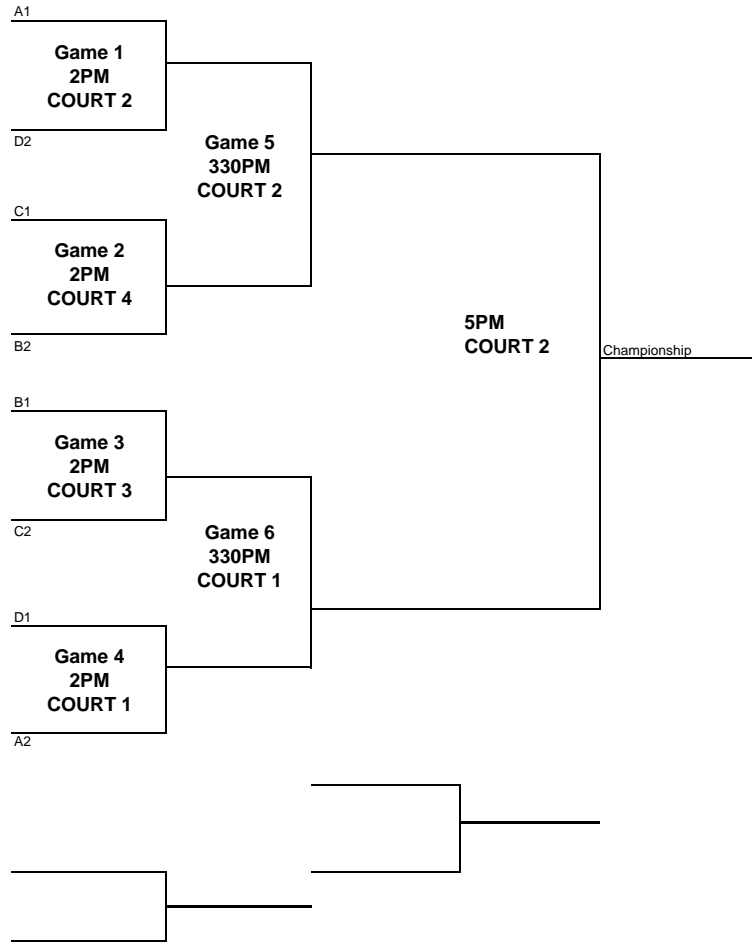 A1
Game 1
2PM
COURT 2
D2
Game 5
330PM
COURT 2
C1
Game 2
2PM
COURT 4
B2
5PM
COURT 2
Championship
B1
Game 3
2PM
COURT 3
C2
Game 6
330PM
COURT 1
D1
Game 4
2PM
COURT 1
A2